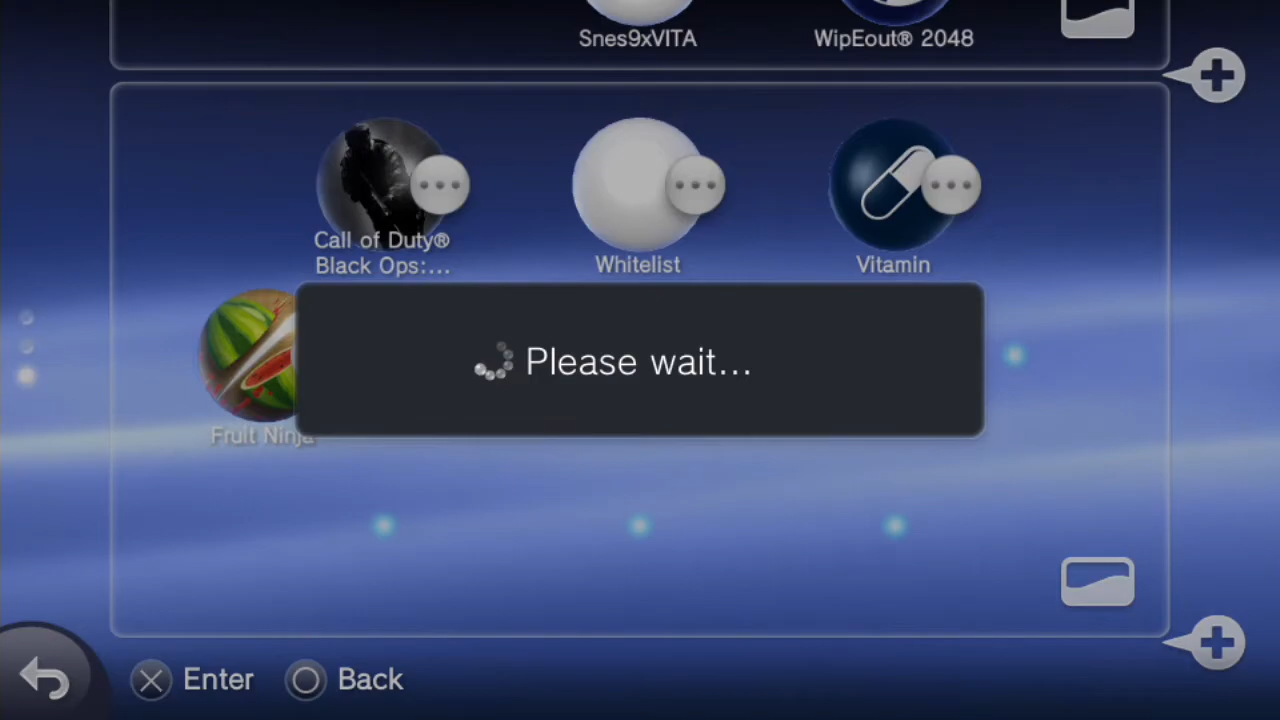 Snes9xVITA
WipEout® 2048
Call of Duty®
Black Ops:...
Whitelist
Vitamin
Please wait...
Fruit Ninja
Enter
Back